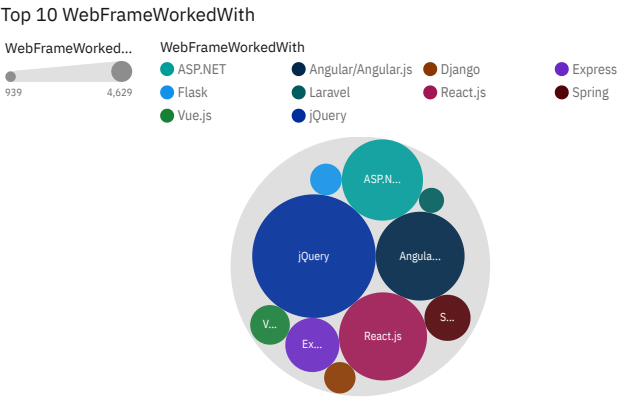 Top 10 WebFrameWorkedWith
WebFrameWorked...
939 4,629
WebFrameWorkedWith
ASP.NET Angular/Angular.js Django Express
Flask Laravel React.js Spring
Vue.js jQuery
ASP.N...
jQuery Angula...
V... Ex... React.js S...